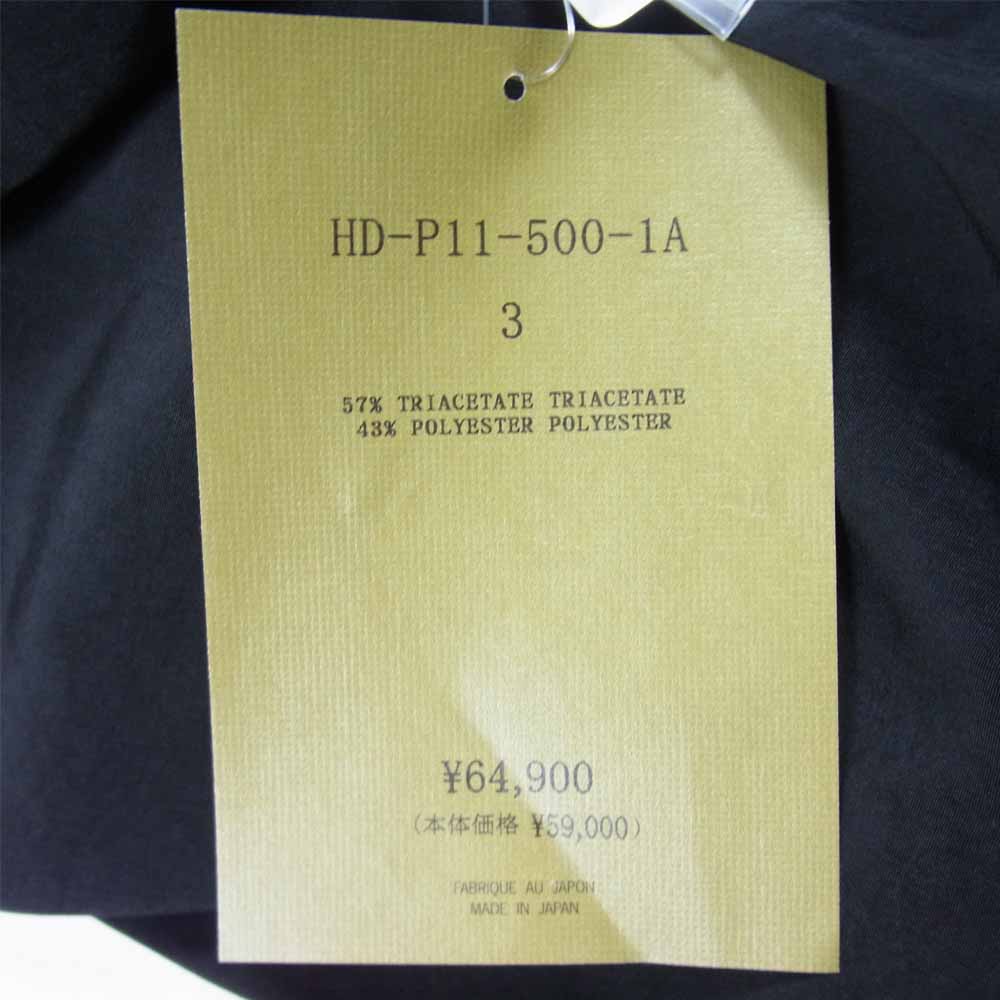 HD-P11-500-1A
3
57% TRIACETATE TRIACETATE
43% POLYESTER POLYESTER
¥64,900
(本体価格 ¥59,000)
FABRIQUE AU JAPON
MADE IN JAPAN